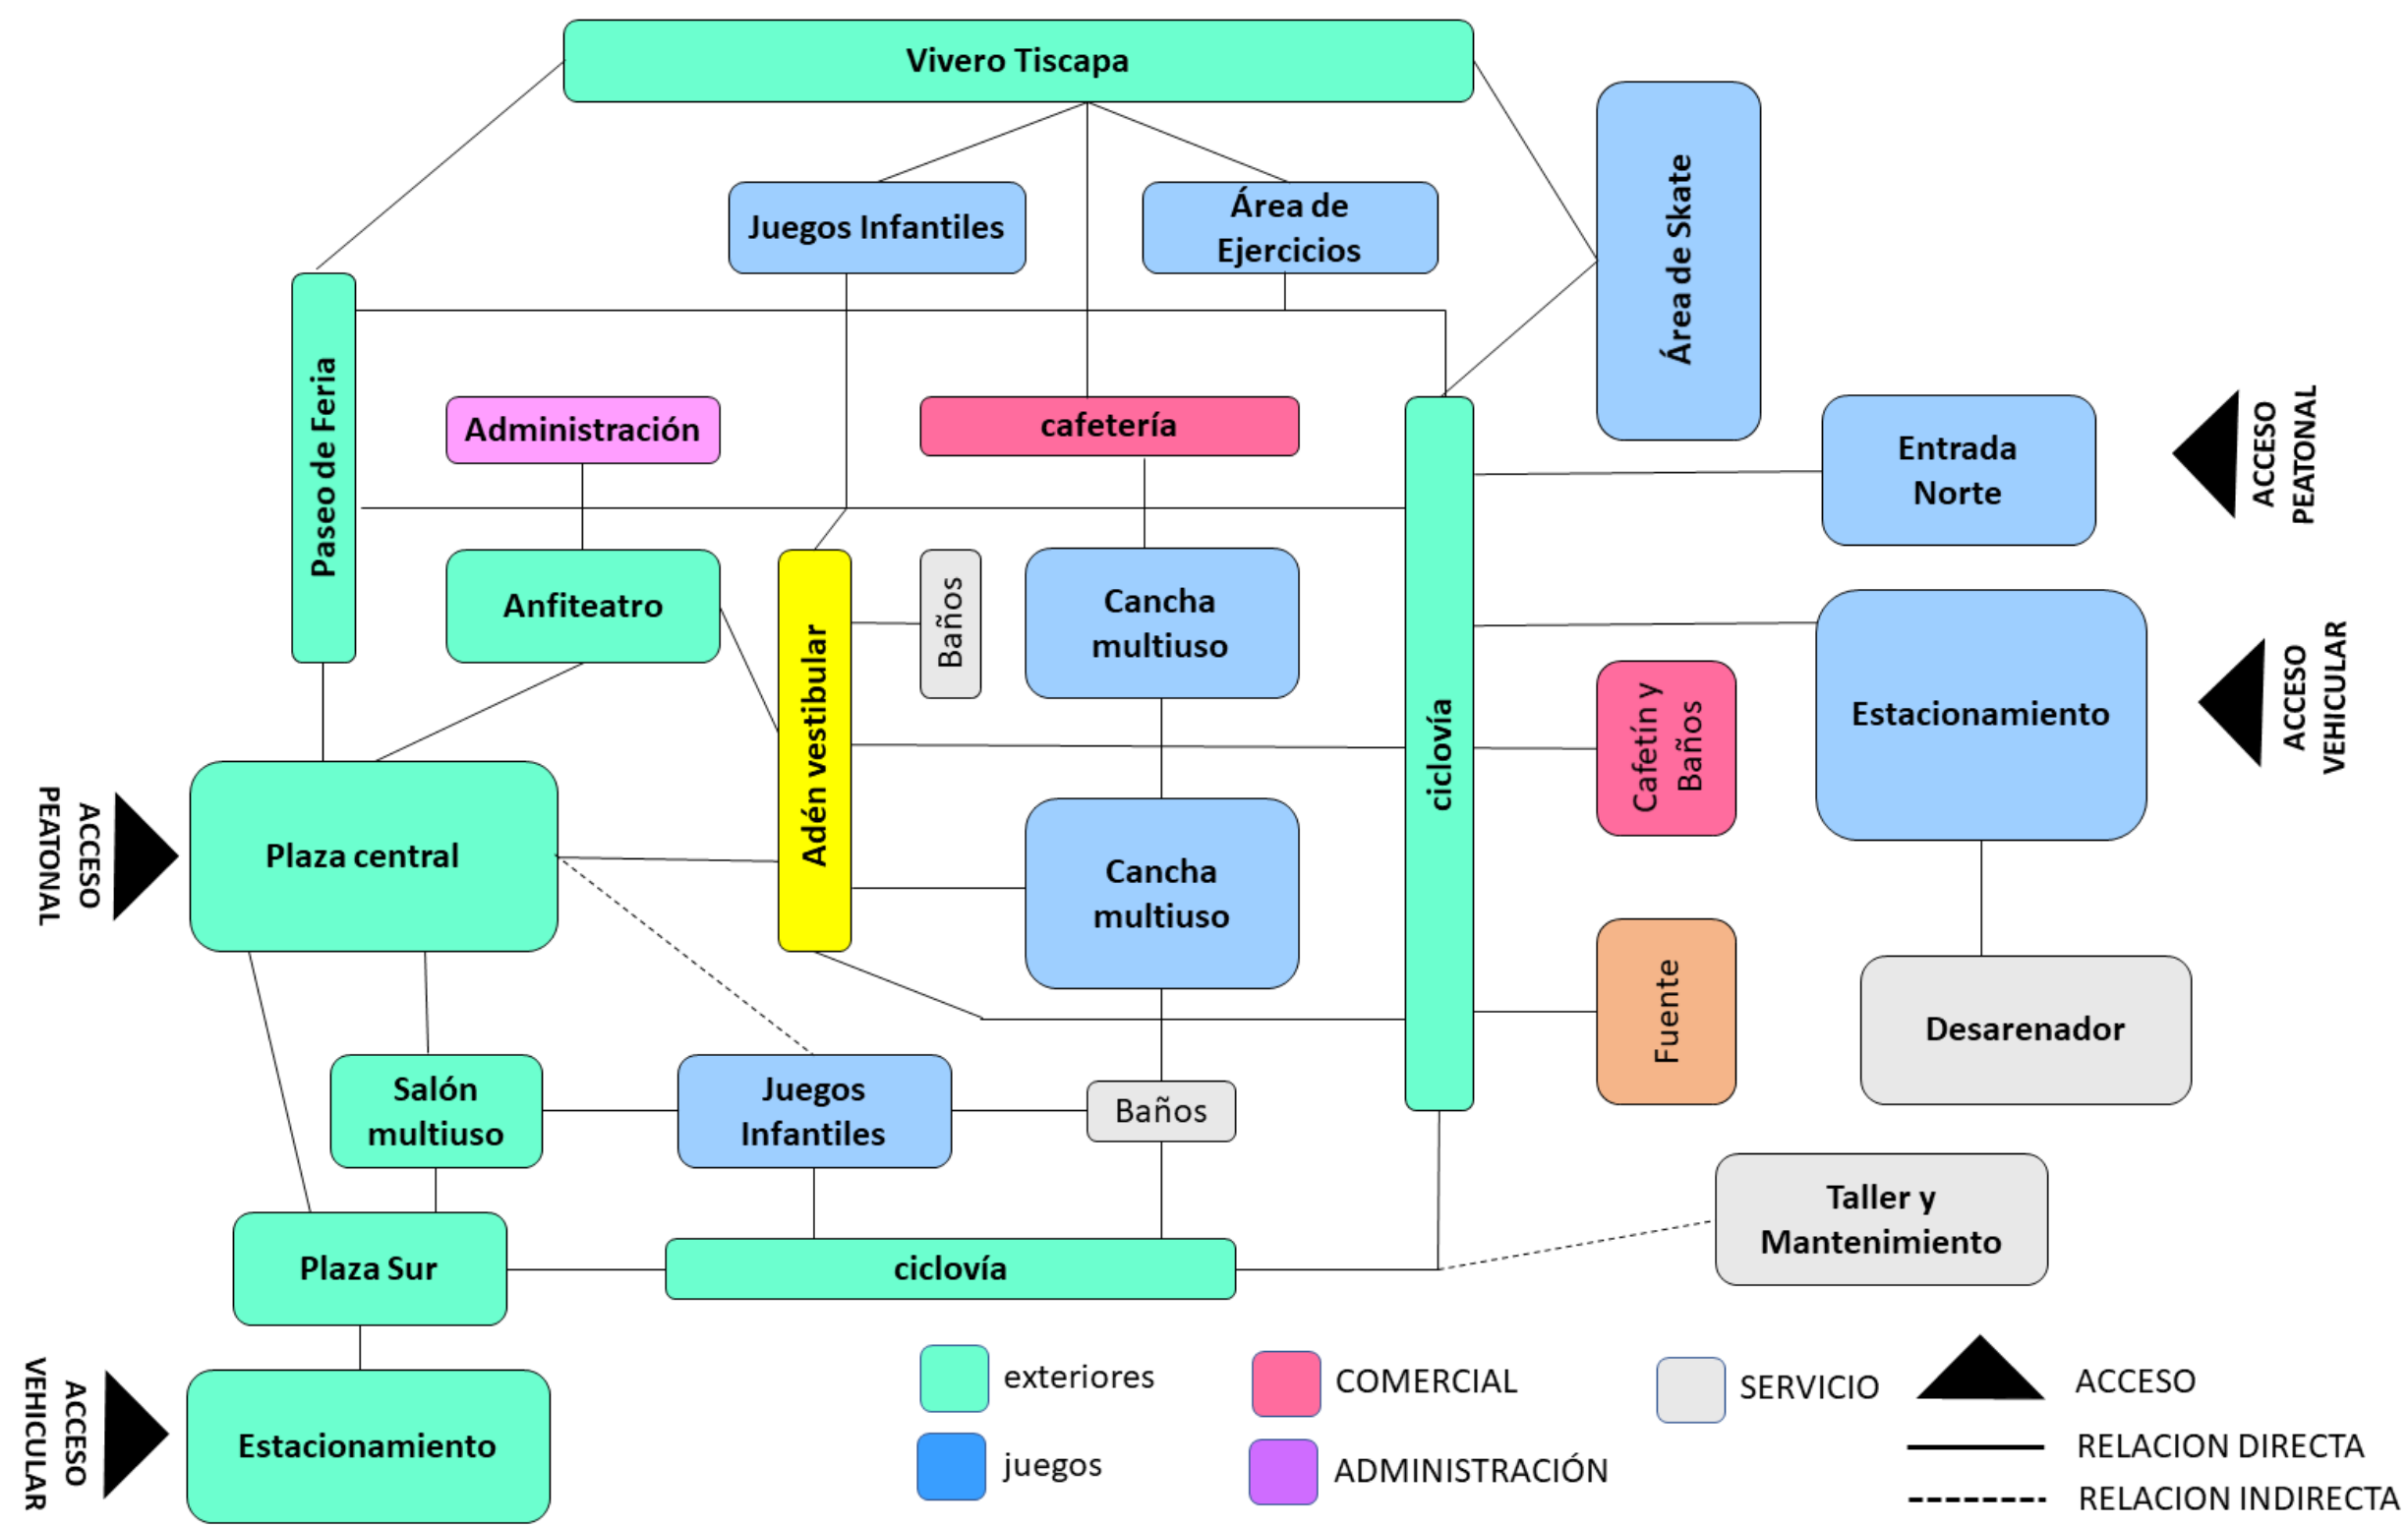 Vivero Tiscapa
Juegos Infantiles
Área de
Ejercicios
Área de Skate
Paseo de Feria
Administración
cafetería
Entrada
Norte
ACCESO
PEATONAL
Anfiteatro
Adén vestibular
Baños
Cancha
multiuso
ciclovía
Cafetín y
Baños
Estacionamiento
ACCESO
VEHICULAR
ACCESO
PEATONAL
Plaza central
Cancha
multiuso
Fuente
Desarenador
Salón
multiuso
Juegos
Infantiles
Baños
Taller y
Mantenimiento
Plaza Sur
ciclovía
ACCESO
VEHICULAR
Estacionamiento
exteriores
COMERCIAL
SERVICIO
ACCESO
juegos
ADMINISTRACIÓN
RELACION DIRECTA
RELACION INDIRECTA